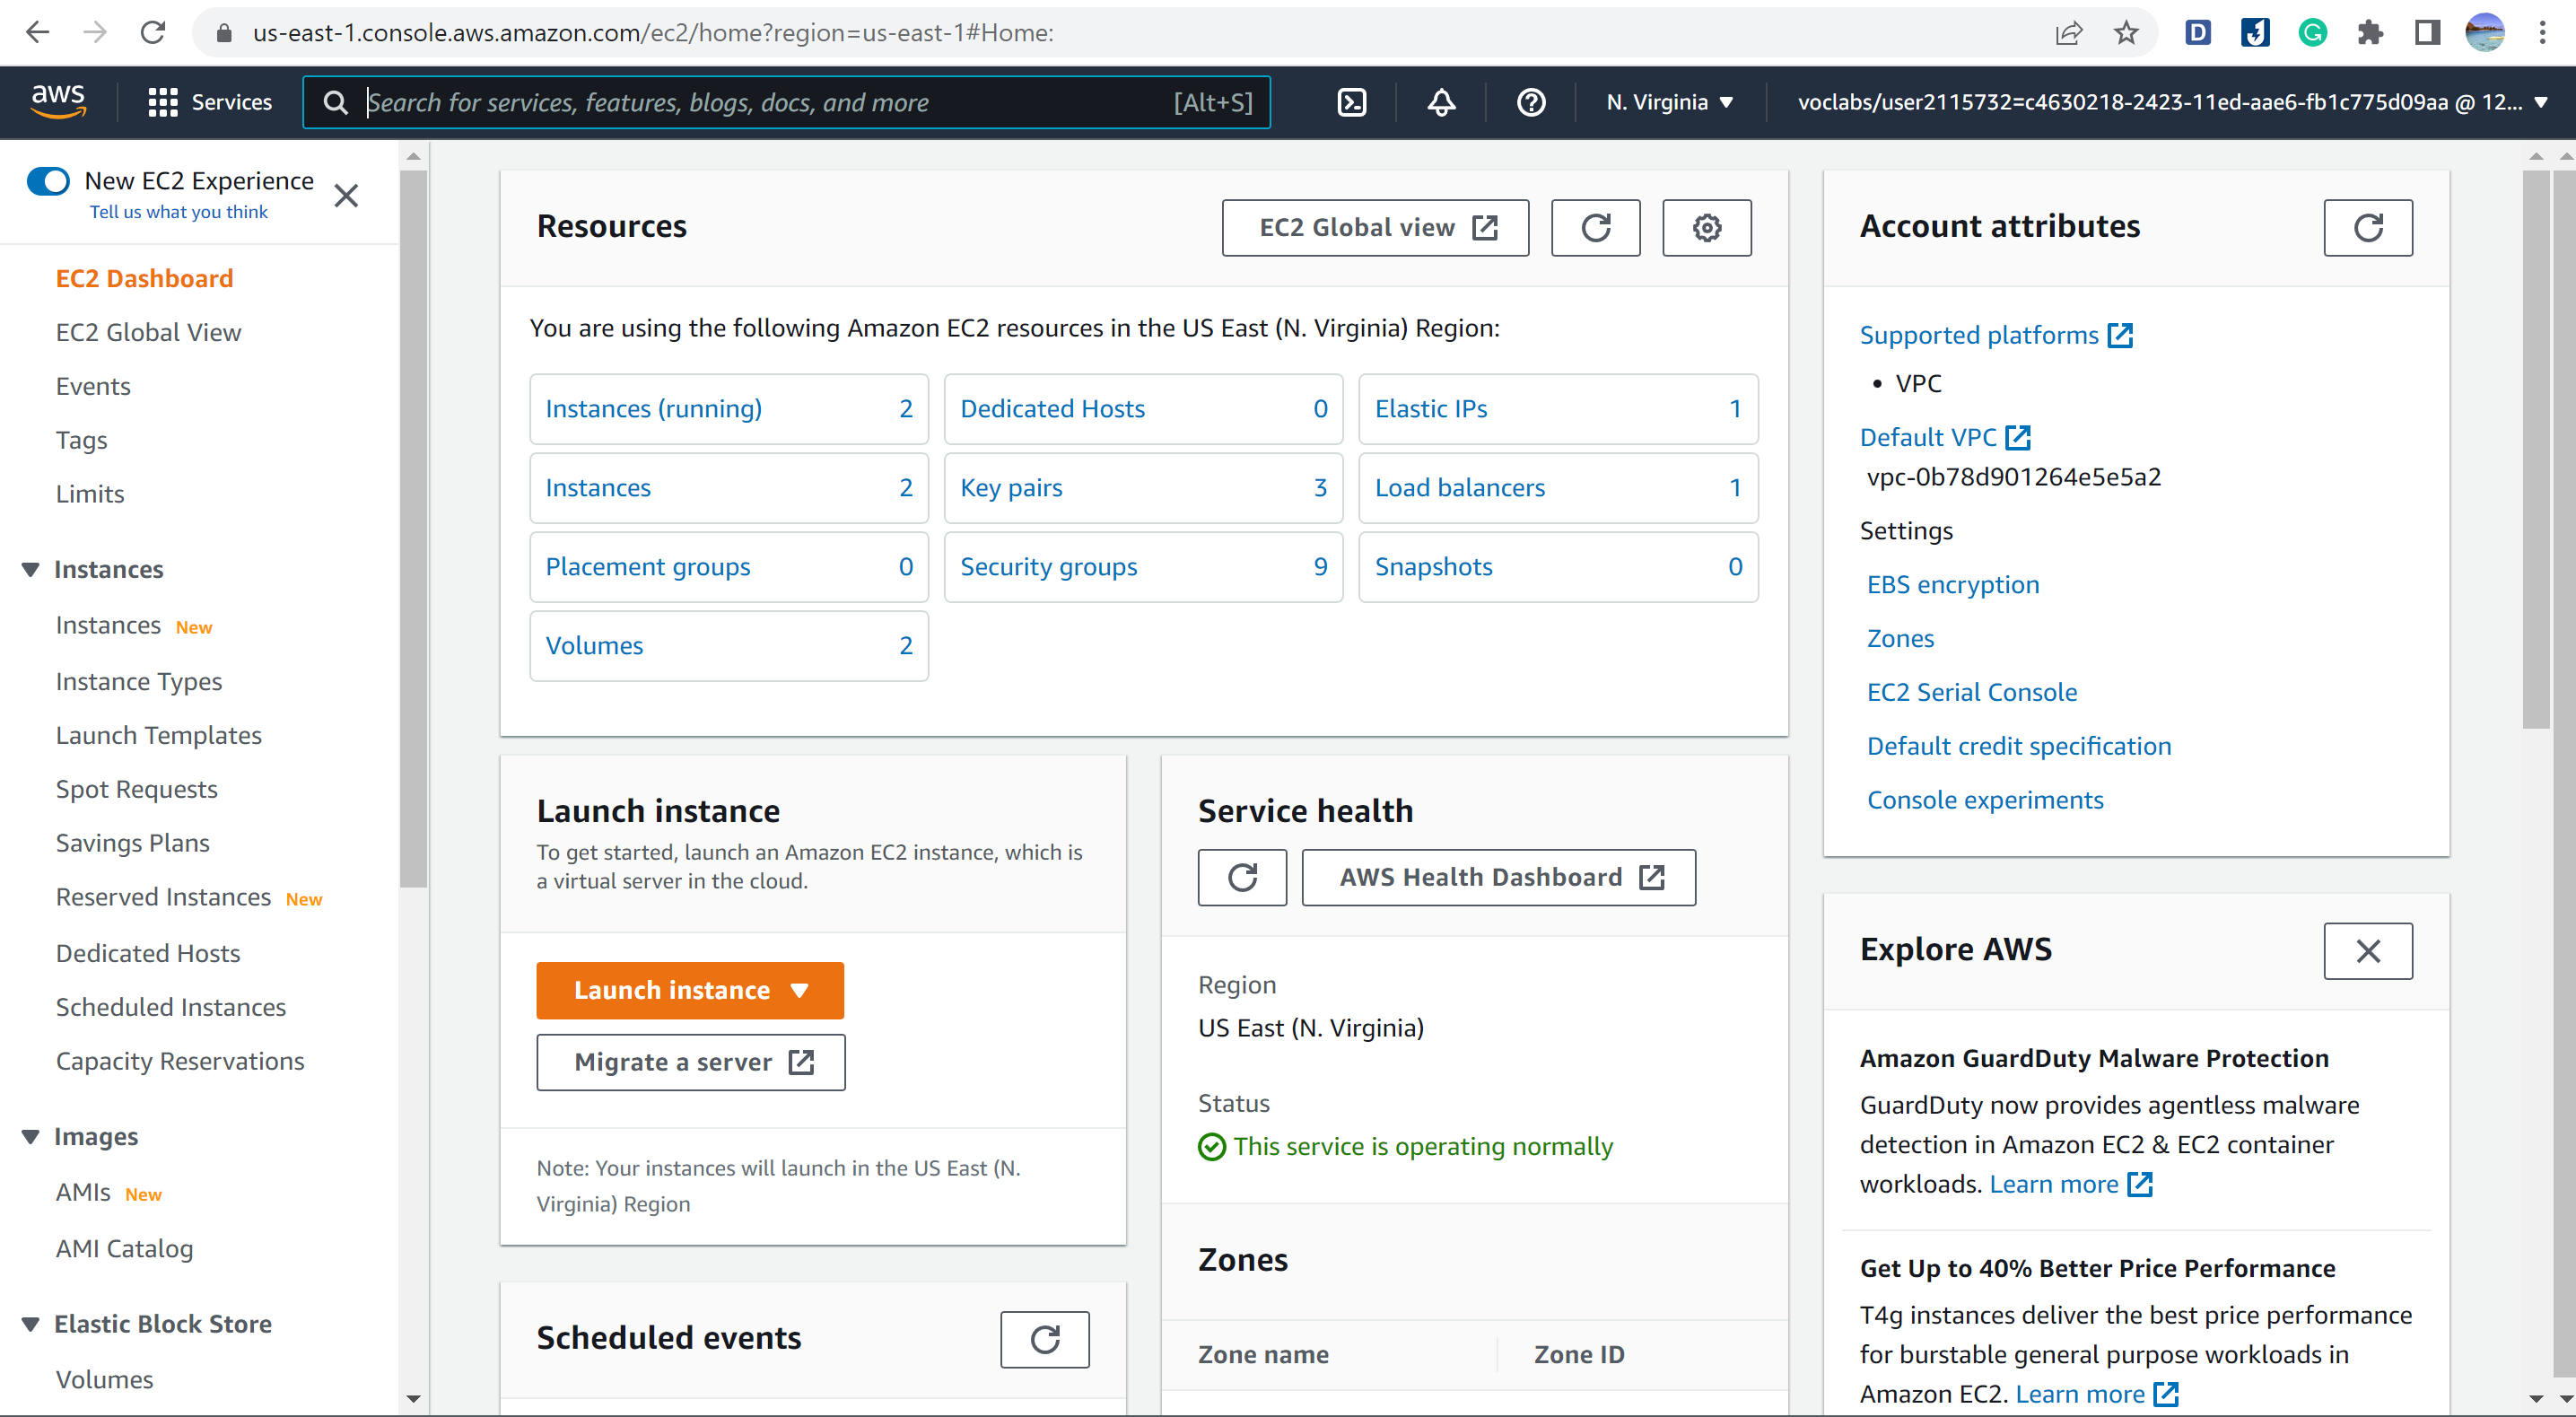 us-east-1.console.aws.amazon.com/ec2/home?region=us-east-1#Home:
aws
Services
Search for services, features, blogs, docs, and more
[Alt+S]
N. Virginia
voclabs/user2115732=c4630218-2423-11ed-aae6-fb1c775d09aa @ 12...
New EC2 Experience
Tell us what you think
EC2 Dashboard
EC2 Global View
Events
Tags
Limits
Instances
Instances New
Instance Types
Launch Templates
Spot Requests
Savings Plans
Reserved Instances New
Dedicated Hosts
Scheduled Instances
Capacity Reservations
Images
AMIs New
AMI Catalog
Elastic Block Store
Volumes
Resources
EC2 Global view
You are using the following Amazon EC2 resources in the US East (N. Virginia) Region:
Instances (running) 2
Dedicated Hosts 0
Elastic IPs 1
Instances 2
Key pairs 3
Load balancers 1
Placement groups 0
Security groups 9
Snapshots 0
Volumes 2
Launch instance
To get started, launch an Amazon EC2 instance, which is
a virtual server in the cloud.
Launch instance
Migrate a server
Note: Your instances will launch in the US East (N.
Virginia) Region
Scheduled events
Service health
AWS Health Dashboard
Region
US East (N. Virginia)
Status
This service is operating normally
Zones
Zone name
Zone ID
Account attributes
Supported platforms
• VPC
Default VPC
vpc-0b78d901264e5e5a2
Settings
EBS encryption
Zones
EC2 Serial Console
Default credit specification
Console experiments
Explore AWS
Amazon GuardDuty Malware Protection
GuardDuty now provides agentless malware
detection in Amazon EC2 & EC2 container
workloads. Learn more
Get Up to 40% Better Price Performance
T4g instances deliver the best price performance
for burstable general purpose workloads in
Amazon EC2. Learn more